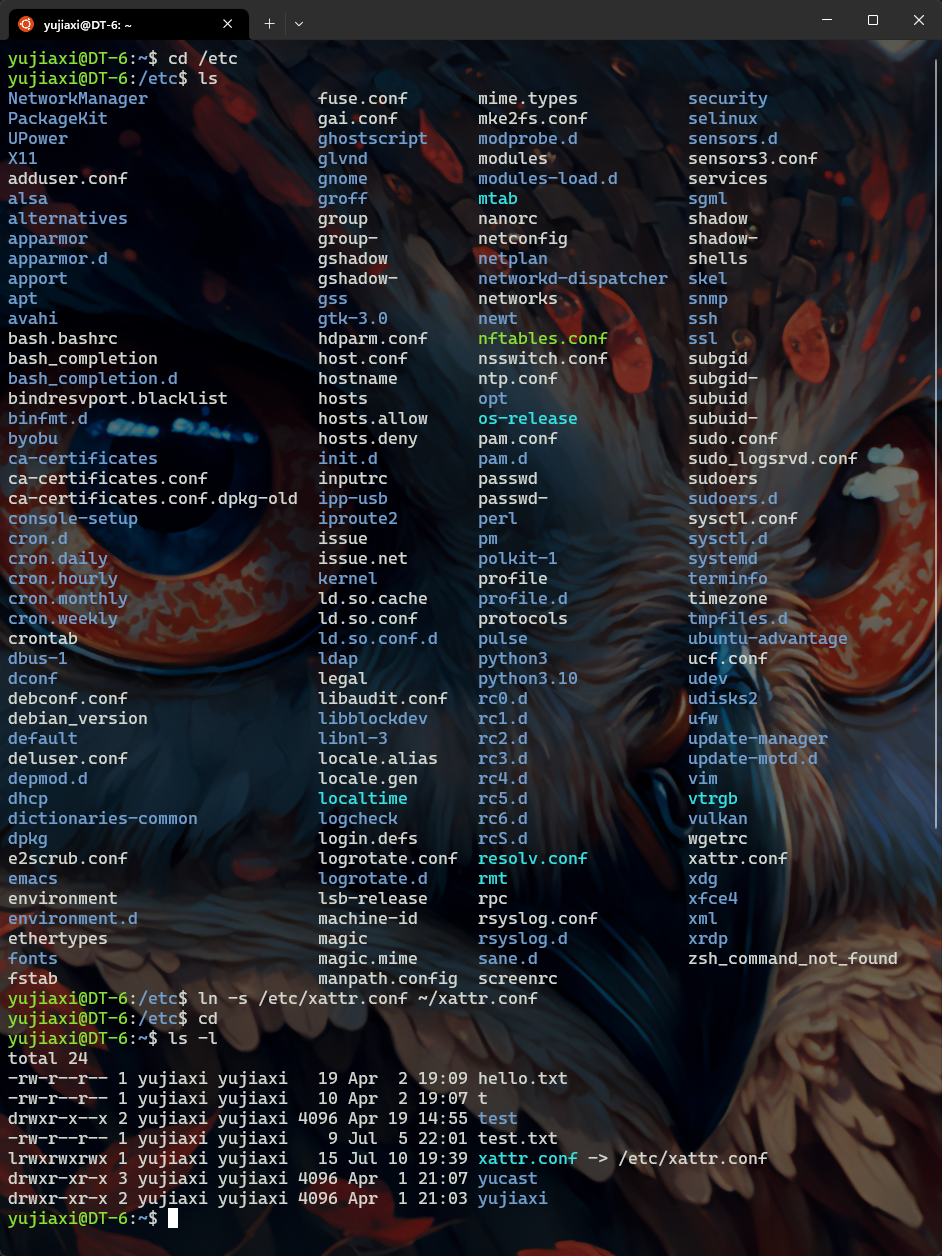 yujiaxi@DT-6: ~
yujiaxi@DT-6:~$ cd /etc
yujiaxi@DT-6:/etc$ ls
NetworkManager fuse.conf mime.types security
PackageKit gai.conf mke2fs.conf selinux
UPower ghostscript modprobe.d sensors.d
X11 glvnd modules sensors3.conf
adduser.conf gnome modules-load.d services
alsa groff mtab sgml
alternatives group nanorc shadow
apparmor group- netconfig shadow-
apparmor.d gshadow netplan shells
apport gshadow- networkd-dispatcher skel
apt gss networks snmp
avahi gtk-3.0 newt ssh
bash.bashrc hdparm.conf nftables.conf ssl
bash_completion host.conf nsswitch.conf subgid
bash_completion.d hostname ntp.conf subgid-
bindresvport.blacklist hosts opt subuid
binfmt.d hosts.allow os-release subuid-
byobu hosts.deny pam.conf sudo.conf
ca-certificates init.d pam.d sudo_logsrvd.conf
ca-certificates.conf inputrc passwd sudoers
ca-certificates.conf.dpkg-old ipp-usb passwd- sudoers.d
console-setup iproute2 perl sysctl.conf
cron.d issue pm sysctl.d
cron.daily issue.net polkit-1 systemd
cron.hourly kernel profile terminfo
cron.monthly ld.so.cache profile.d timezone
cron.weekly ld.so.conf protocols tmpfiles.d
crontab ld.so.conf.d pulse ubuntu-advantage
dbus-1 ldap python3 ucf.conf
dconf legal python3.10 udev
debconf.conf libaudit.conf rc0.d udisks2
debian_version libblockdev rc1.d ufw
default libnl-3 rc2.d update-manager
deluser.conf locale.alias rc3.d update-motd.d
depmod.d locale.gen rc4.d vim
dhcp localtime rc5.d vtrgb
dictionaries-common logcheck rc6.d vulkan
dpkg login.defs rcS.d wgetrc
e2scrub.conf logrotate.conf resolv.conf xattr.conf
emacs logrotate.d rmt xdg
environment lsb-release rpc xfce4
environment.d machine-id rsyslog.conf xml
ethertypes magic rsyslog.d xrdp
fonts magic.mime sane.d zsh_command_not_found
fstab manpath.config screenrc
yujiaxi@DT-6:/etc$ ln -s /etc/xattr.conf ~/xattr.conf
yujiaxi@DT-6:/etc$ cd
yujiaxi@DT-6:~$ ls -l
total 24
-rw-r--r-- 1 yujiaxi yujiaxi   19 Apr  2 19:09 hello.txt
-rw-r--r-- 1 yujiaxi yujiaxi   10 Apr  2 19:07 t
drwxr-x--x 2 yujiaxi yujiaxi 4096 Apr 19 14:55 test
-rw-r--r-- 1 yujiaxi yujiaxi    9 Jul  5 22:01 test.txt
lrwxrwxrwx 1 yujiaxi yujiaxi   15 Jul 10 19:39 xattr.conf -> /etc/xattr.conf
drwxr-xr-x 3 yujiaxi yujiaxi 4096 Apr  1 21:07 yucast
drwxr-xr-x 2 yujiaxi yujiaxi 4096 Apr  1 21:03 yujiaxi
yujiaxi@DT-6:~$